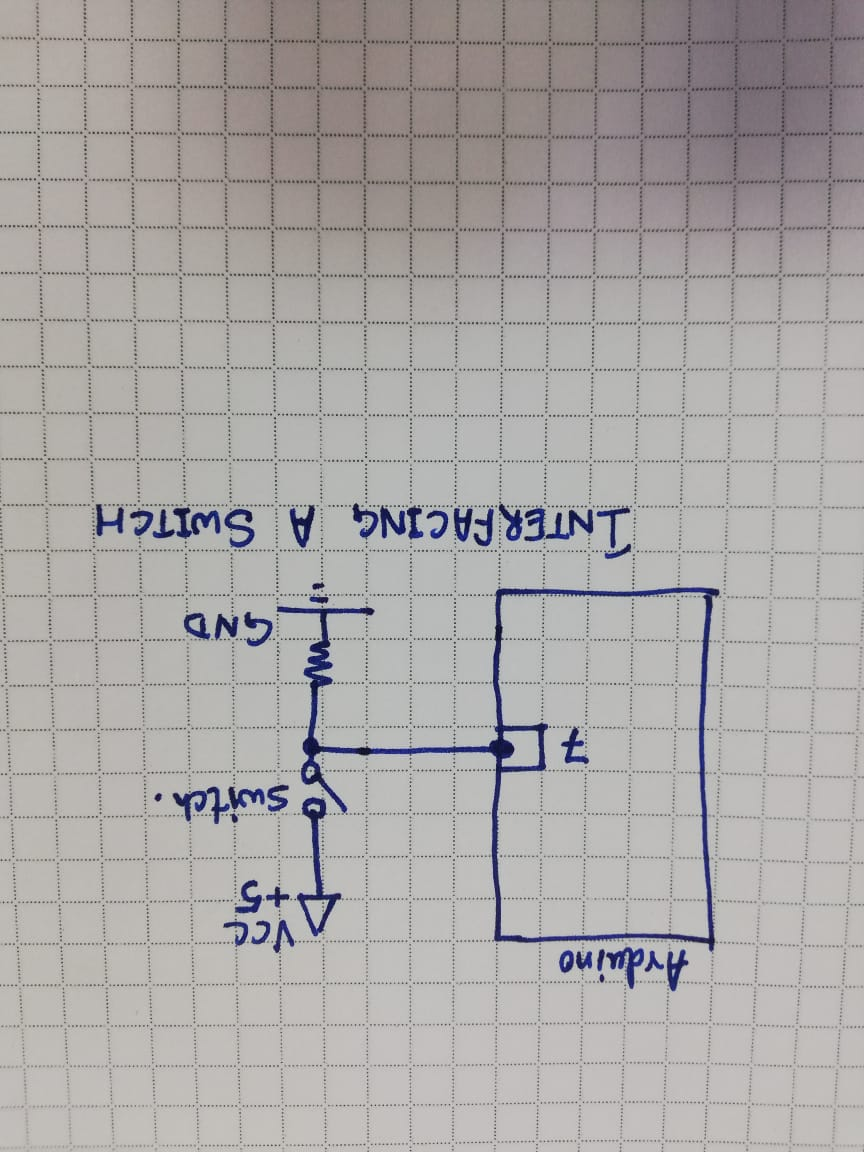 Arduino
Vcc
+5
Switch.
7
GND
INTERFACING A SWITCH